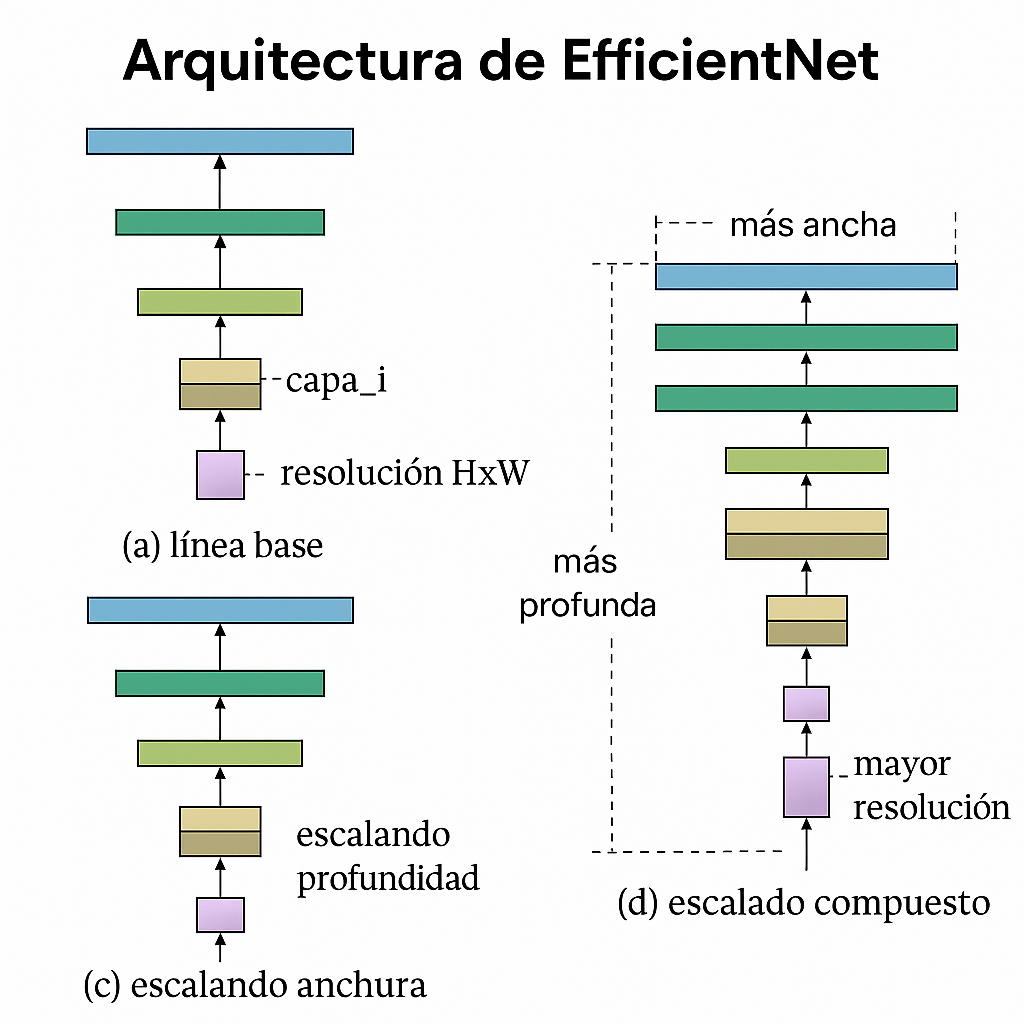 Arquitectura de EfficientNet
capa_i
resolución HxW
(a) línea base
escalando
profundidad
(c) escalando anchura
más ancha
más
profunda
mayor
resolución
(d) escalado compuesto